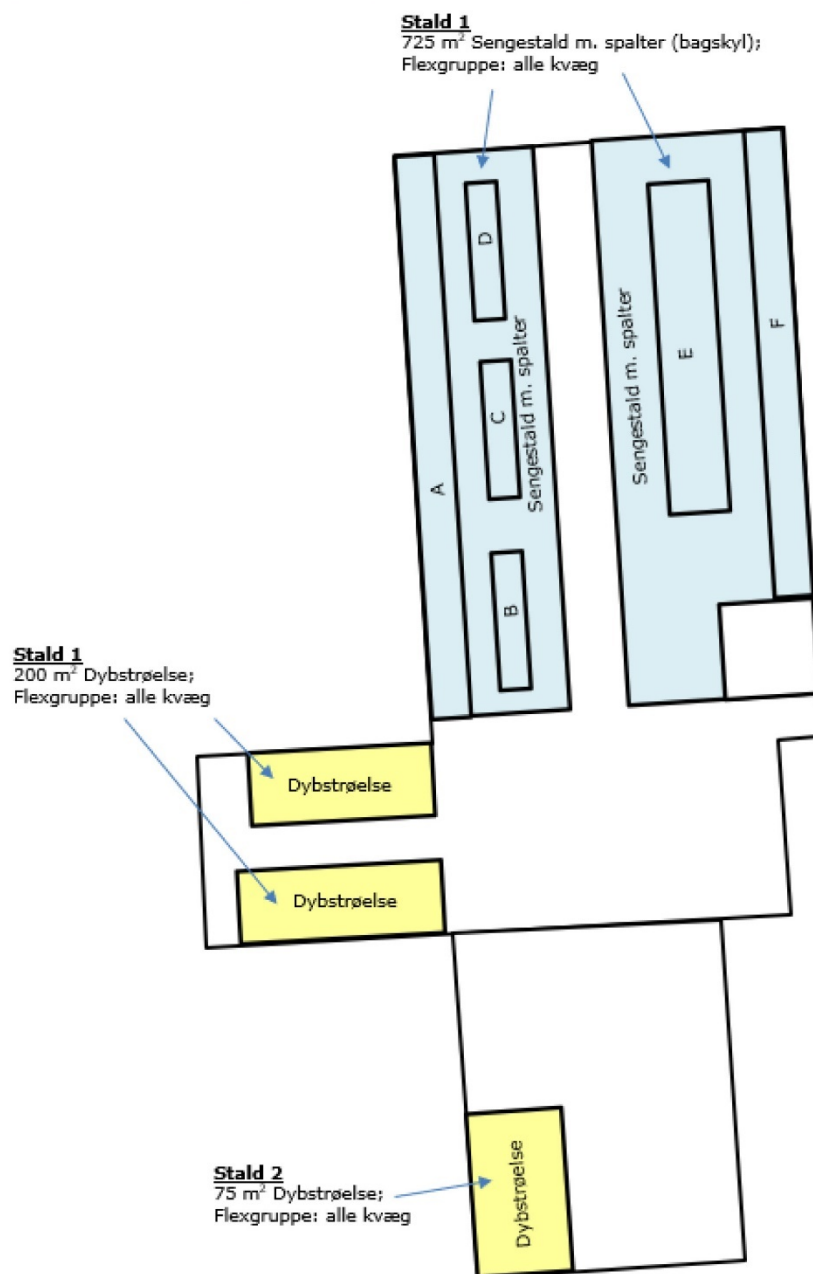 Stald 1
725 m² Sengestald m. spalter (bagskyl);
Flexgruppe: alle kvæg
A
D
C
B
Sengestald m. spalter
Sengestald m. spalter
E
F
Stald 1
200 m² Dybstrøelse;
Flexgruppe: alle kvæg
Dybstrøelse
Dybstrøelse
Stald 2
75 m² Dybstrøelse;
Flexgruppe: alle kvæg
Dybstrøelse